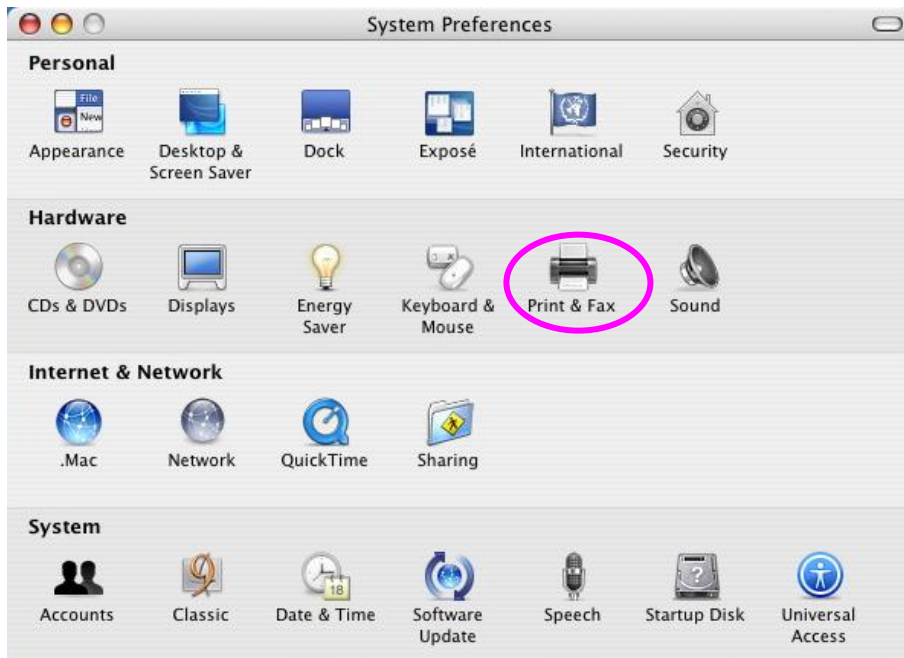 System Preferences
Personal
File
New
Appearance
Desktop &
Screen Saver
Dock
Exposé
International
Security
Hardware
CDs & DVDs
Displays
Energy
Saver
Keyboard &
Mouse
Print & Fax
Sound
Internet & Network
.Mac
Network
QuickTime
Sharing
System
18
?
Accounts
Classic
Date & Time
Software
Update
Speech
Startup Disk
Universal
Access